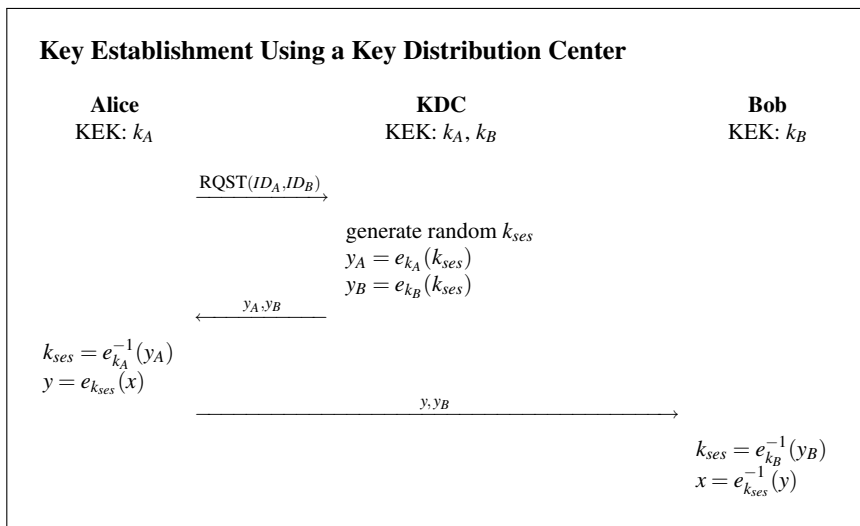 Key Establishment Using a Key Distribution Center
Alice KDC Bob
KEK: k_A KEK: k_A, k_B KEK: k_B
RQST(ID_A,ID_B)
generate random k_ses
y_A = e_{k_A}(k_ses)
y_B = e_{k_B}(k_ses)
y_A,y_B
k_ses = e_{k_A}^{-1}(y_A)
y = e_{k_ses}(x)
y,y_B
k_ses = e_{k_B}^{-1}(y_B)
x = e_{k_ses}^{-1}(y)